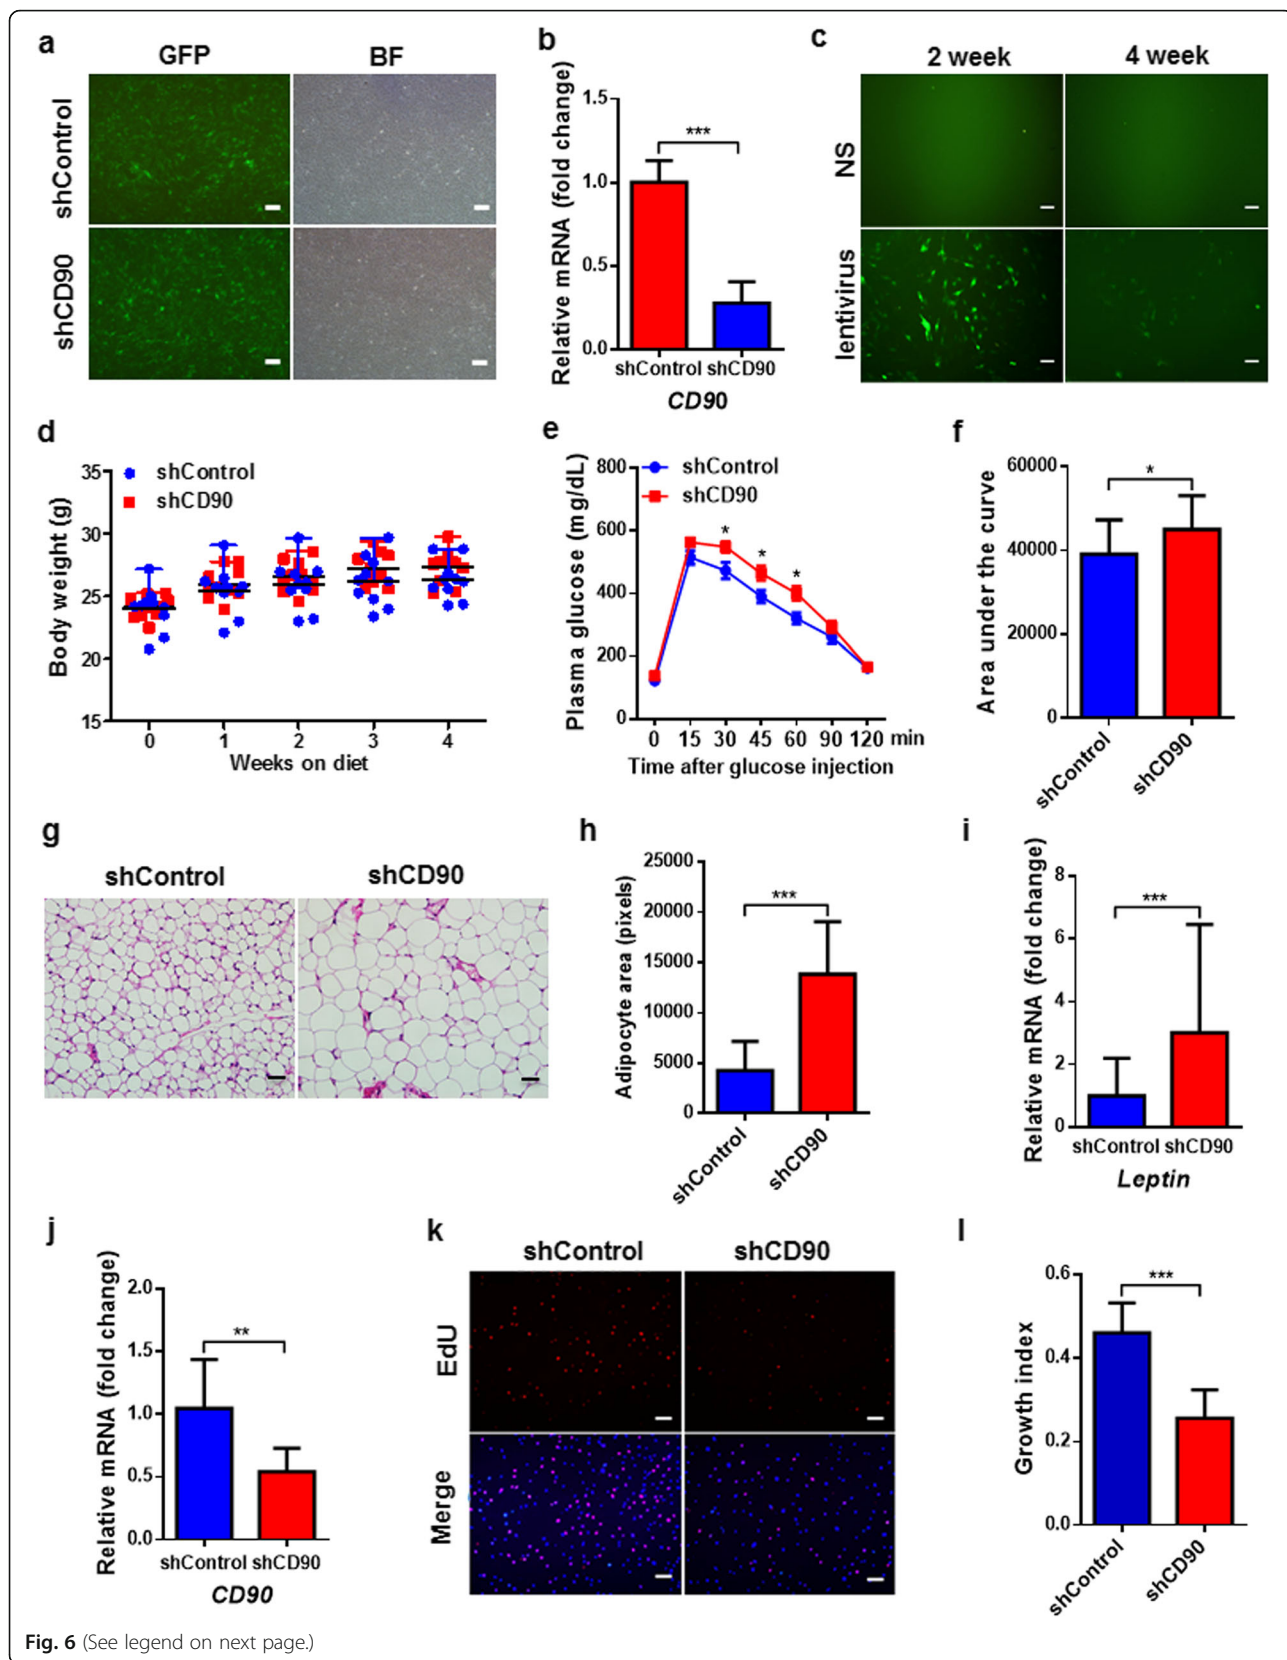 a
GFP
BF
shControl
shCD90
b
Relative mRNA (fold change)
1.5
1.0
0.5
0.0
***
shControl shCD90
CD90
c
2 week
4 week
NS
lentivirus
d
Body weight (g)
35
30
25
20
15
shControl
shCD90
0 1 2 3 4
Weeks on diet
e
Plasma glucose (mg/dL)
800
600
400
200
0
shControl
shCD90
* * *
0 15 30 45 60 90 120 min
Time after glucose injection
f
Area under the curve
60000
40000
20000
0
*
shControl
shCD90
g
shControl
shCD90
h
Adipocyte area (pixels)
25000
20000
15000
10000
5000
0
***
shControl
shCD90
i
Relative mRNA (fold change)
8
6
4
2
0
***
shControl shCD90
Leptin
j
Relative mRNA (fold change)
2.0
1.5
1.0
0.5
0.0
**
shControl shCD90
CD90
k
shControl
shCD90
EdU
Merge
l
Growth index
0.6
0.4
0.2
0.0
***
shControl
shCD90
Fig. 6 (See legend on next page.)